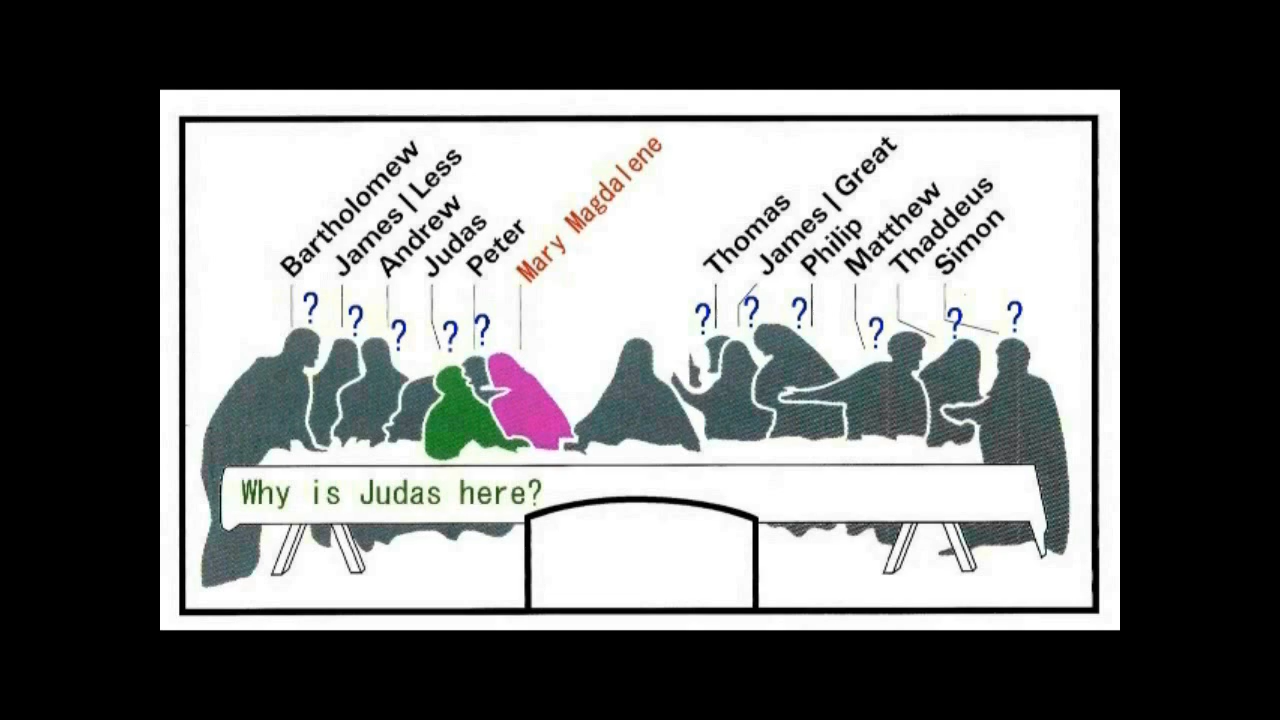 Bartholomew
James | Less
Andrew
Judas
Peter
Mary Magdalene
Thomas
James | Great
Philip
Matthew
Thaddeus
Simon
? ? ? ? ? ? ? ? ? ? ?
Why is Judas here?